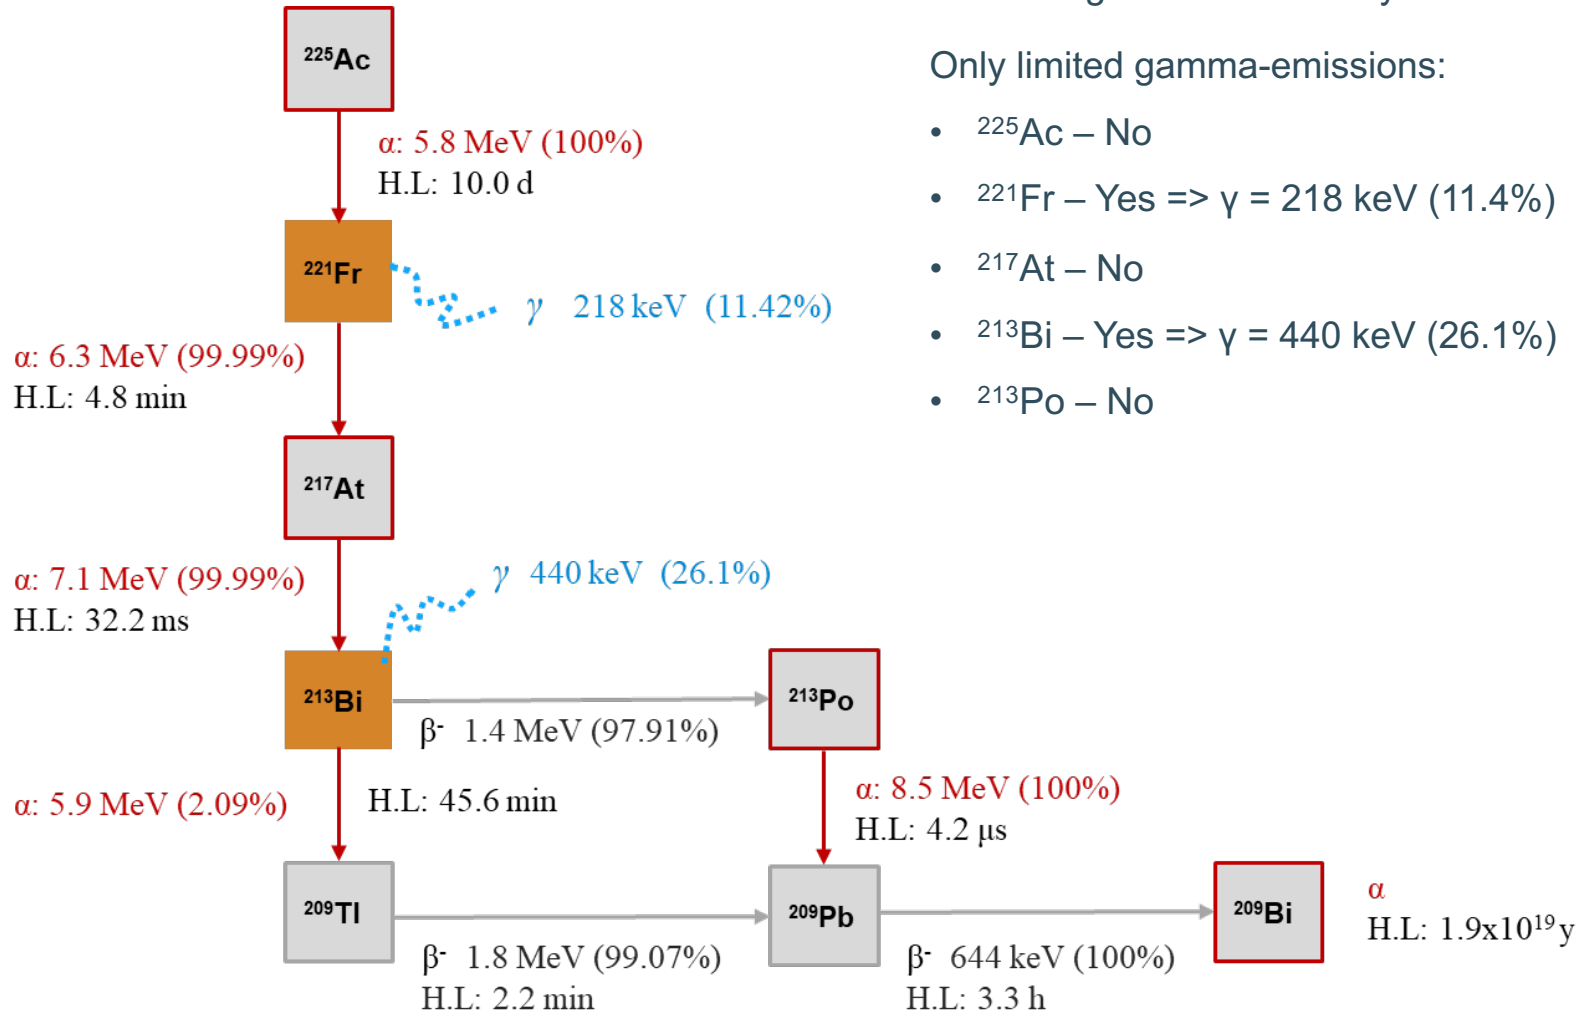 Only limited gamma-emissions:
• ²²⁵Ac – No
• ²²¹Fr – Yes => γ = 218 keV (11.4%)
• ²¹⁷At – No
• ²¹³Bi – Yes => γ = 440 keV (26.1%)
• ²¹³Po – No
²²⁵Ac
α: 5.8 MeV (100%)
H.L: 10.0 d
²²¹Fr
γ 218 keV (11.42%)
α: 6.3 MeV (99.99%)
H.L: 4.8 min
²¹⁷At
α: 7.1 MeV (99.99%)
H.L: 32.2 ms
γ 440 keV (26.1%)
²¹³Bi
β⁻ 1.4 MeV (97.91%)
²¹³Po
α: 5.9 MeV (2.09%)
H.L: 45.6 min
α: 8.5 MeV (100%)
H.L: 4.2 μs
²⁰⁹Tl
β⁻ 1.8 MeV (99.07%)
H.L: 2.2 min
²⁰⁹Pb
β⁻ 644 keV (100%)
H.L: 3.3 h
²⁰⁹Bi
α
H.L: 1.9x10¹⁹ y